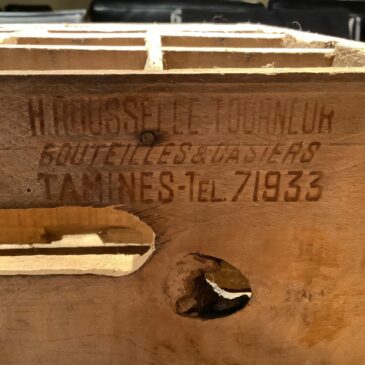 H.ROUSSELLE TOURNEUR
BOUTEILLES&CASIERS
TAMINES-TEL.71933